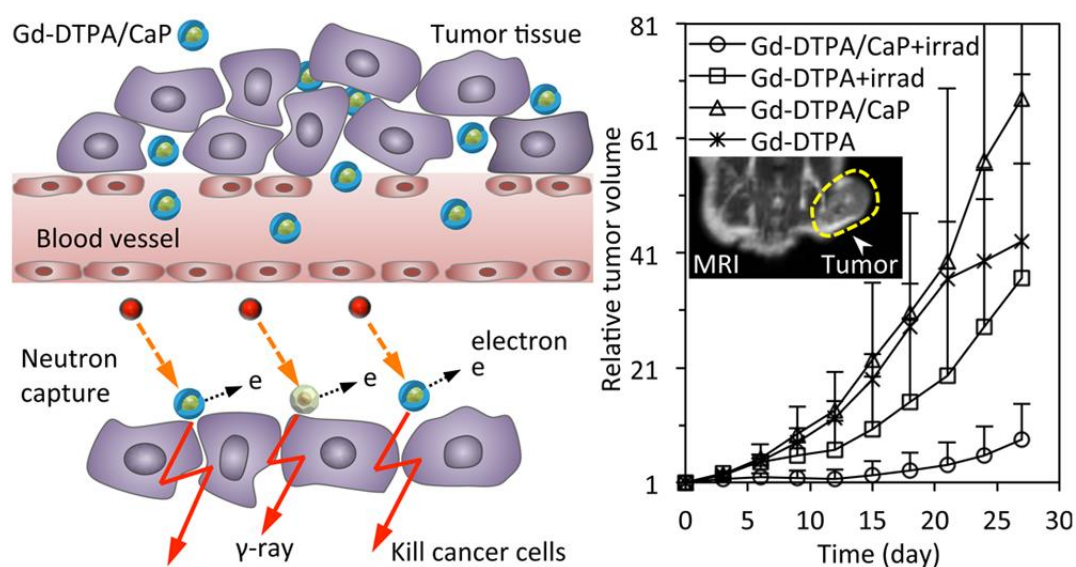 Gd-DTPA/CaP
Tumor tissue
Blood vessel
Neutron
capture
e
e
electron
e
γ-ray
Kill cancer cells
Relative tumor volume
81
61
41
21
1
Gd-DTPA/CaP+irrad
Gd-DTPA+irrad
Gd-DTPA/CaP
Gd-DTPA
MRI
Tumor
0
5
10
15
20
25
30
Time (day)